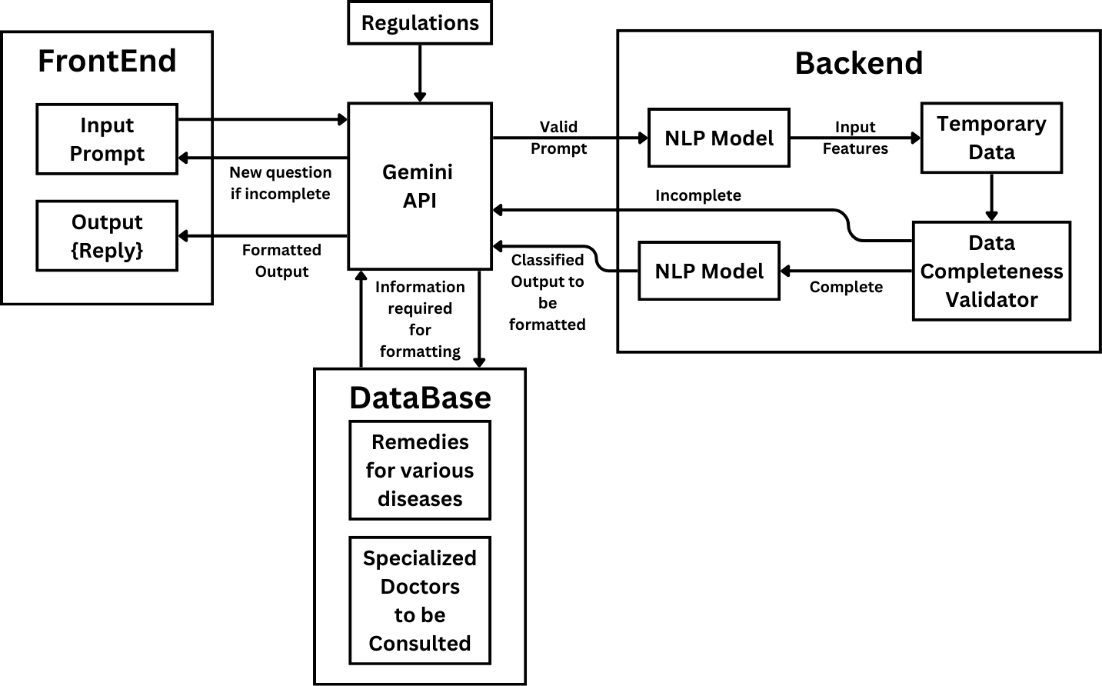 Regulations
FrontEnd
Input
Prompt
Output
{Reply}
New question
if incomplete
Formatted
Output
Gemini
API
Information
required
for
formatting
Valid
Prompt
Incomplete
Classified
Output to
be
formatted
Backend
NLP Model
Input
Features
Temporary
Data
Data
Completeness
Validator
Complete
NLP Model
DataBase
Remedies
for various
diseases
Specialized
Doctors
to be
Consulted